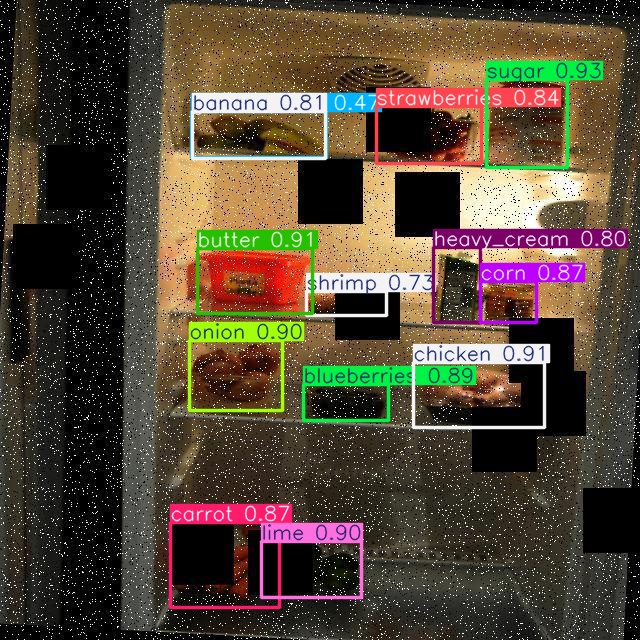 sugar 0.93
banana 0.81
0.47
strawberries 0.84
butter 0.91
heavy_cream 0.80
corn 0.87
shrimp 0.73
onion 0.90
chicken 0.91
blueberries 0.89
carrot 0.87
lime 0.90